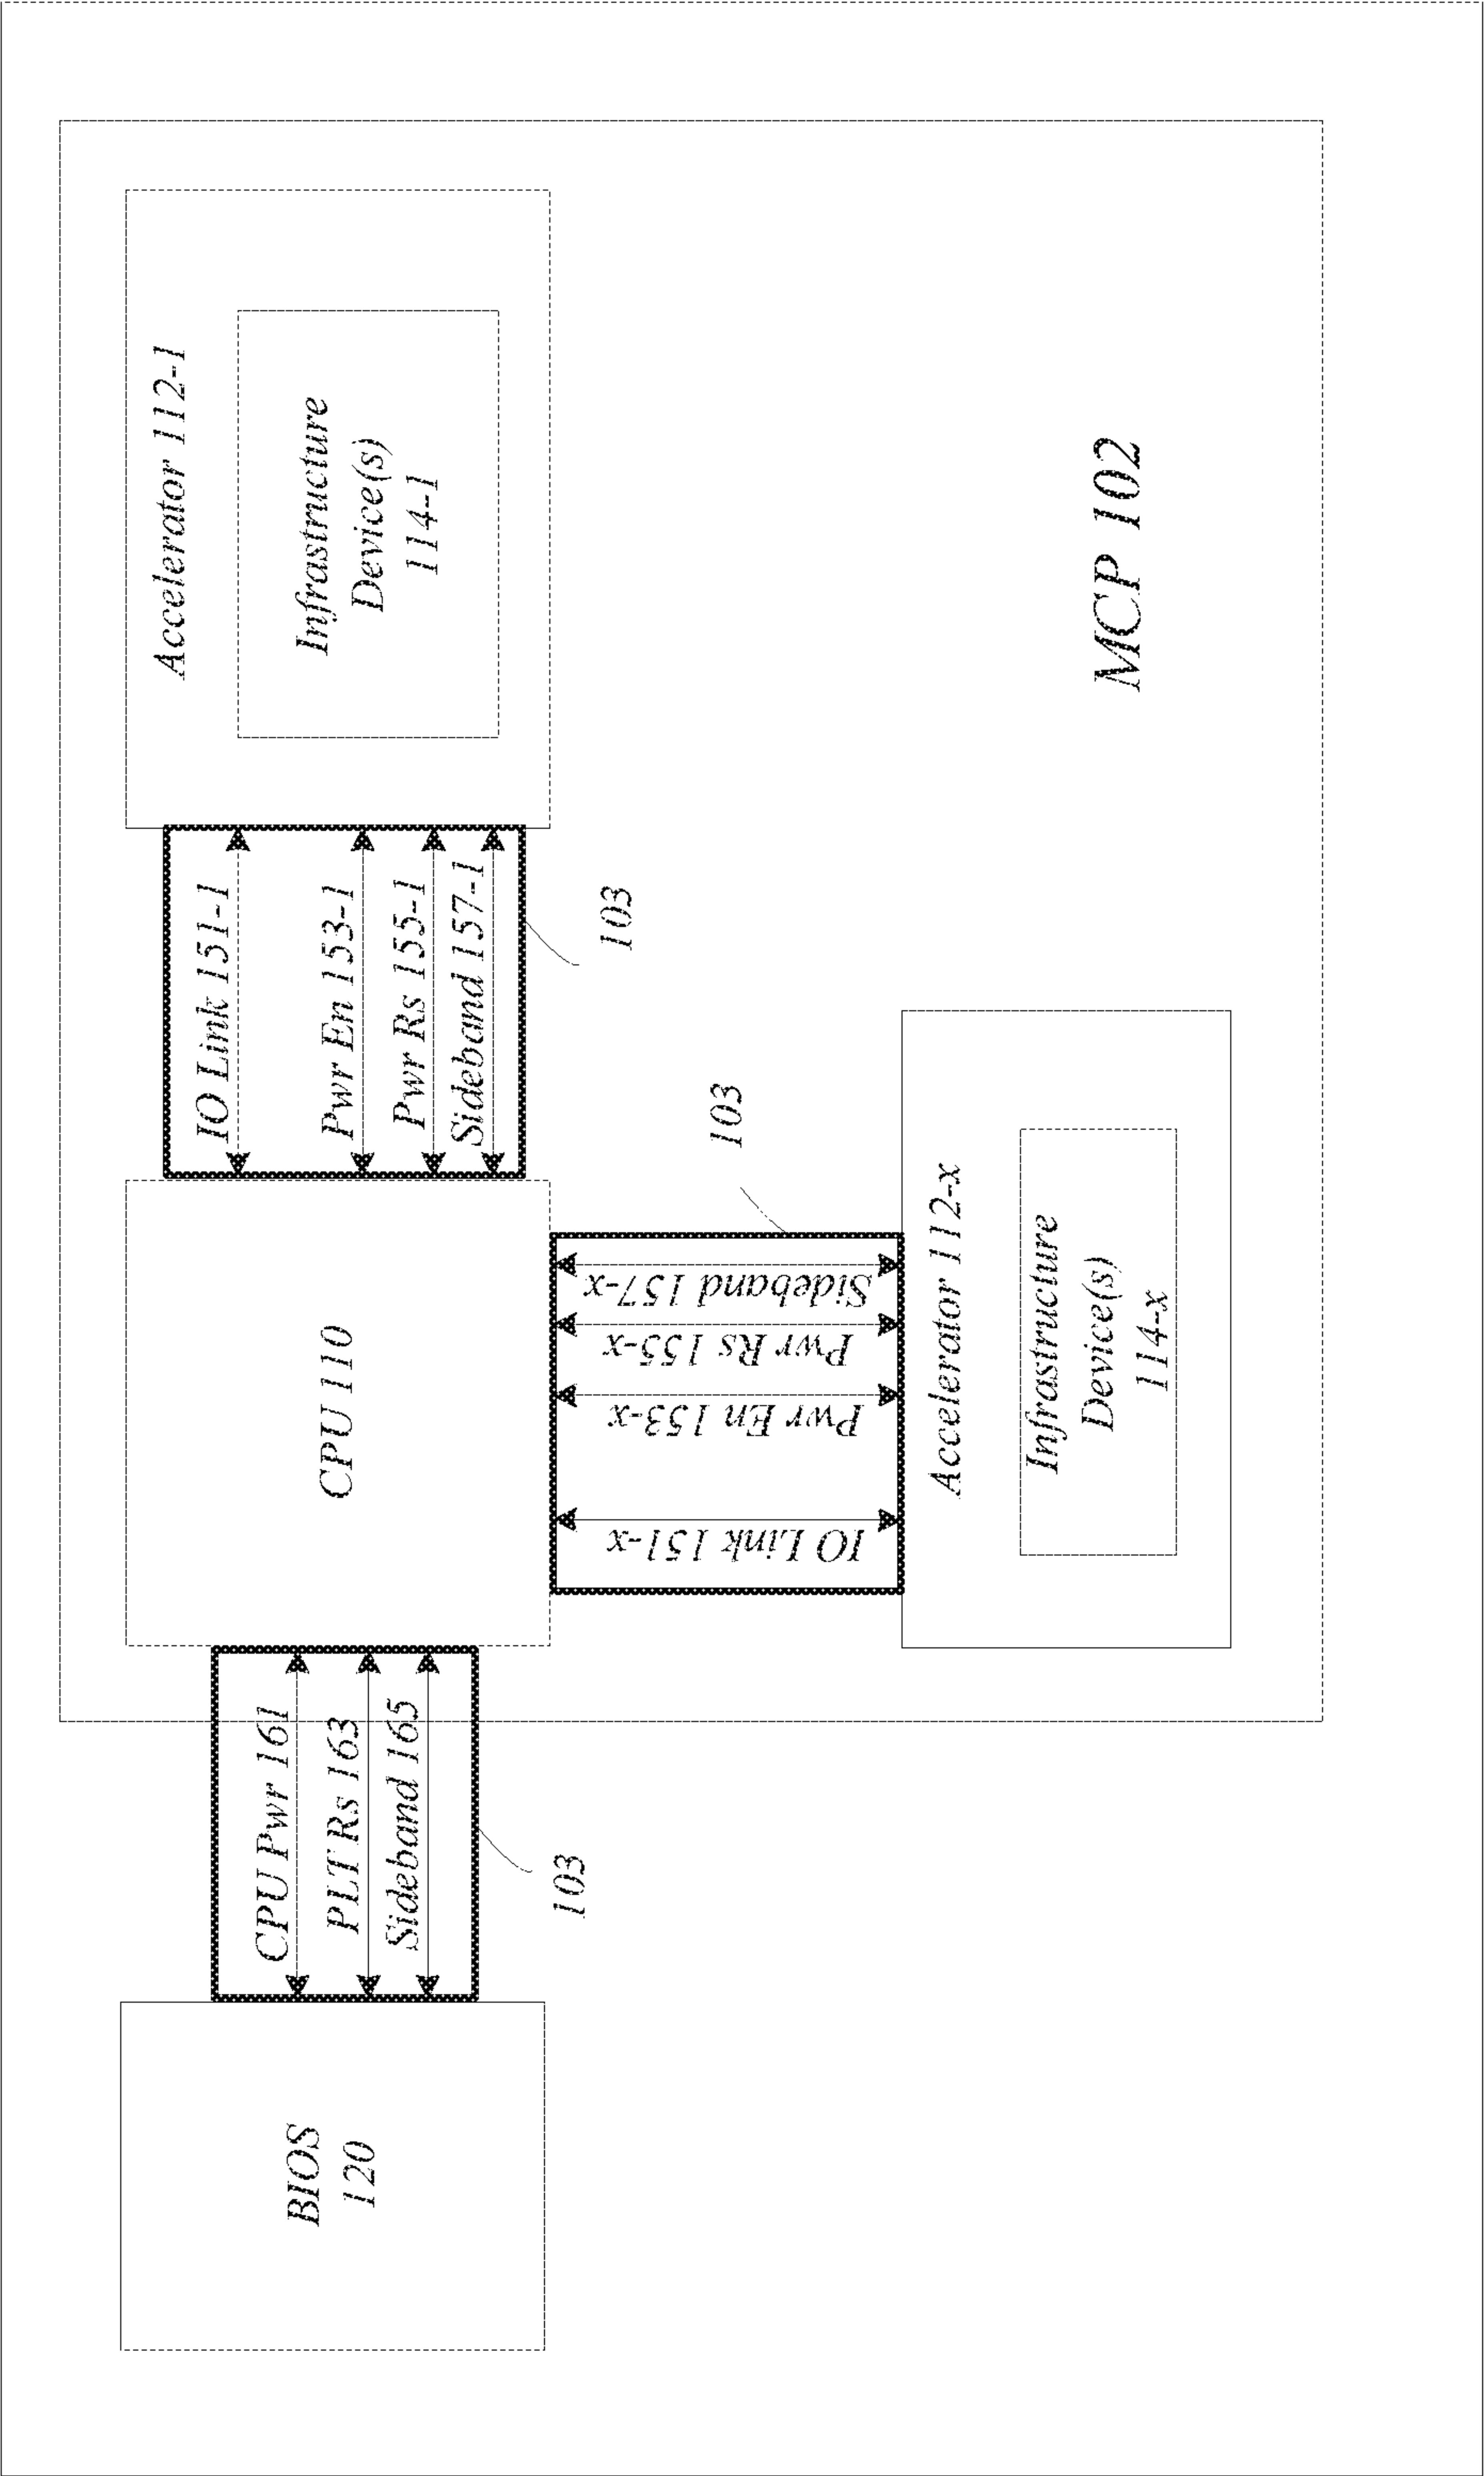 BIOS
120
CPU Pwr 161
PLT Rs 163
Sideband 165
103
CPU 110
IO Link 151-1
Pwr En 153-1
Pwr Rs 155-1
Sideband 157-1
103
Accelerator 112-1
Infrastructure
Device(s)
114-1
IO Link 151-x
Pwr En 153-x
Pwr Rs 155-x
Sideband 157-x
103
Accelerator 112-x
Infrastructure
Device(s)
114-x
MCP 102